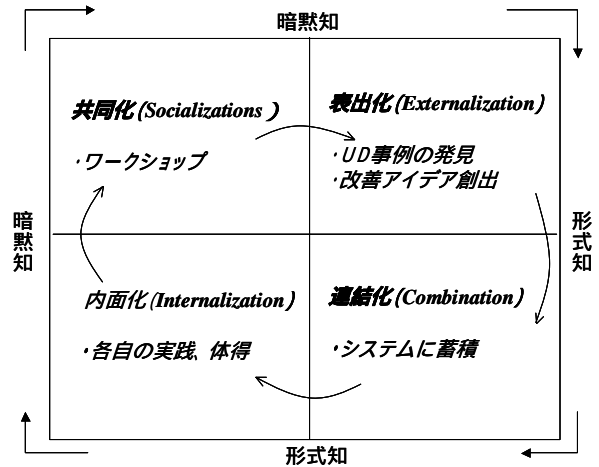 暗黙知
共同化(Socializations )
・ワークショップ
表出化(Externalization)
・UD事例の発見
・改善アイデア創出
暗黙知
形式知
内面化(Internalization)
・各自の実践、体得
連結化(Combination)
・システムに蓄積
形式知